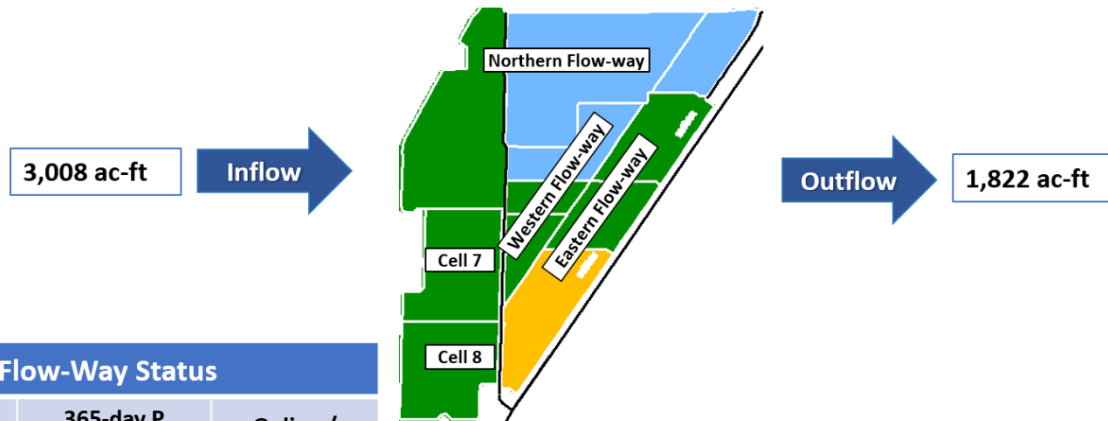 Northern Flow-way
3,008 ac-ft
Inflow
Western Flow-way
Eastern Flow-way
Outflow
1,822 ac-ft
Cell 7
Cell 8
Flow-Way Status
365-day P